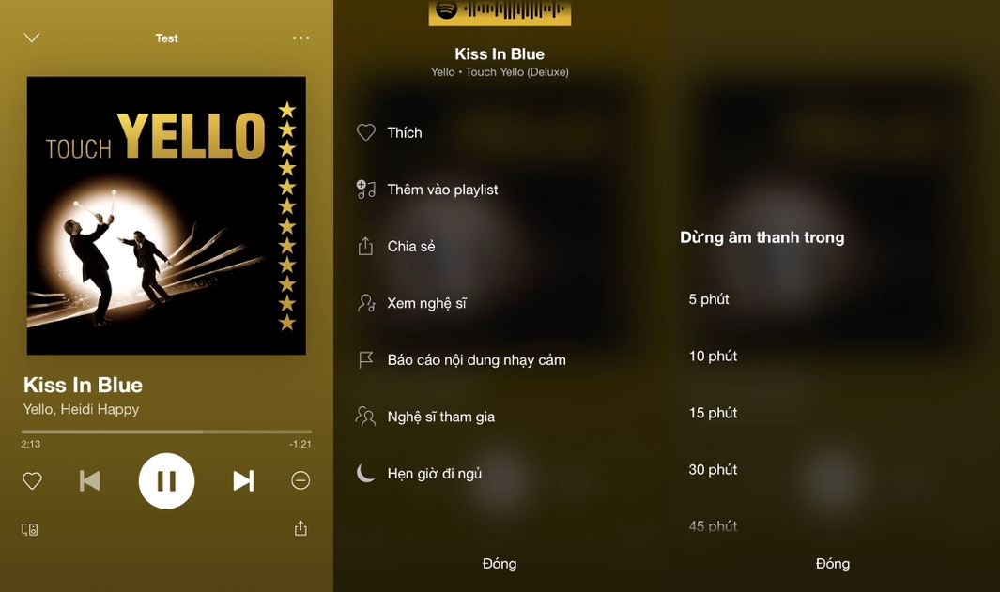 Test
TOUCH YELLO
Kiss In Blue
Yello, Heidi Happy
2:13
-1:21
Kiss In Blue
Yello • Touch Yello (Deluxe)
Thích
Thêm vào playlist
Chia sẻ
Xem nghệ sĩ
Báo cáo nội dung nhạy cảm
Nghệ sĩ tham gia
Hẹn giờ đi ngủ
Đóng
Dừng âm thanh trong
5 phút
10 phút
15 phút
30 phút
45 phút
Đóng